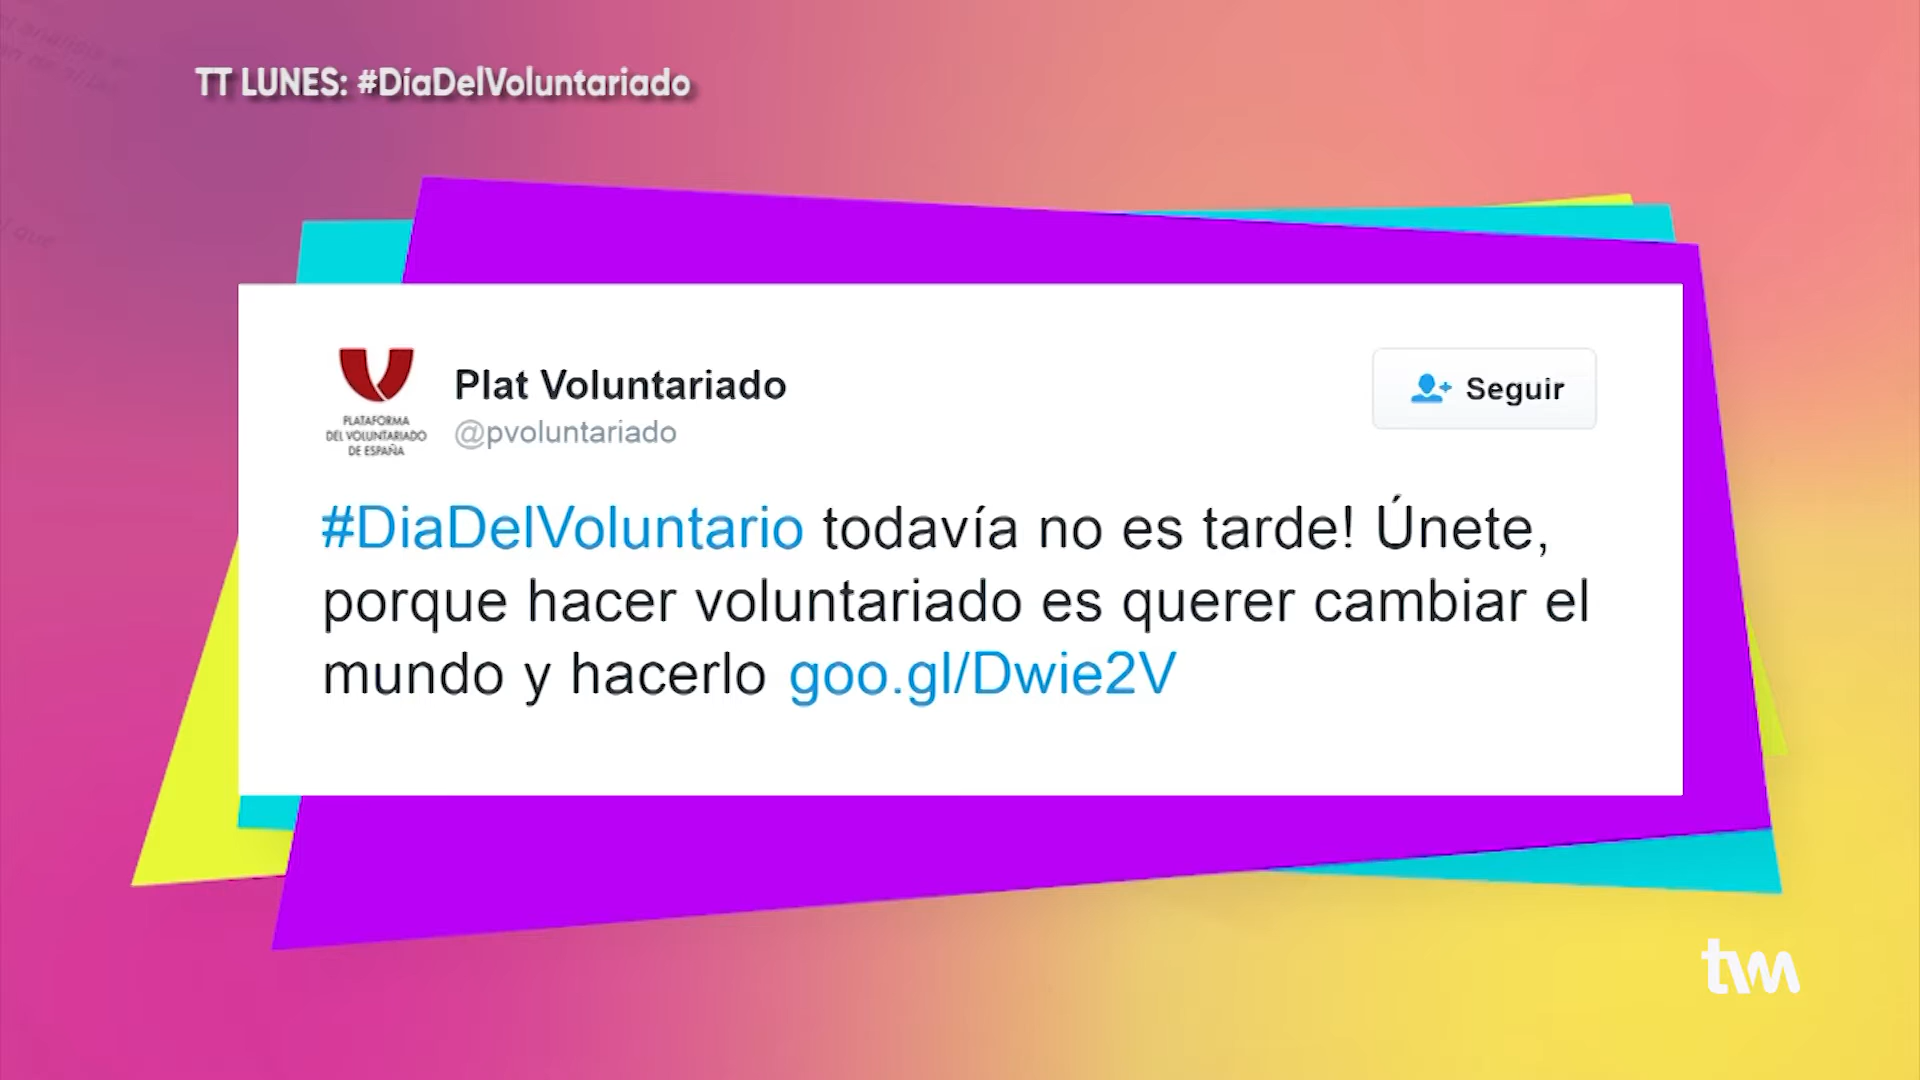 TT LUNES: #DíaDelVoluntariado
PLATAFORMA
DEL VOLUNTARIADO
DE ESPAÑA
Plat Voluntariado
@pvoluntariado
Seguir
#DiaDelVoluntario todavía no es tarde! Únete,
porque hacer voluntariado es querer cambiar el
mundo y hacerlo goo.gl/Dwie2V
tm